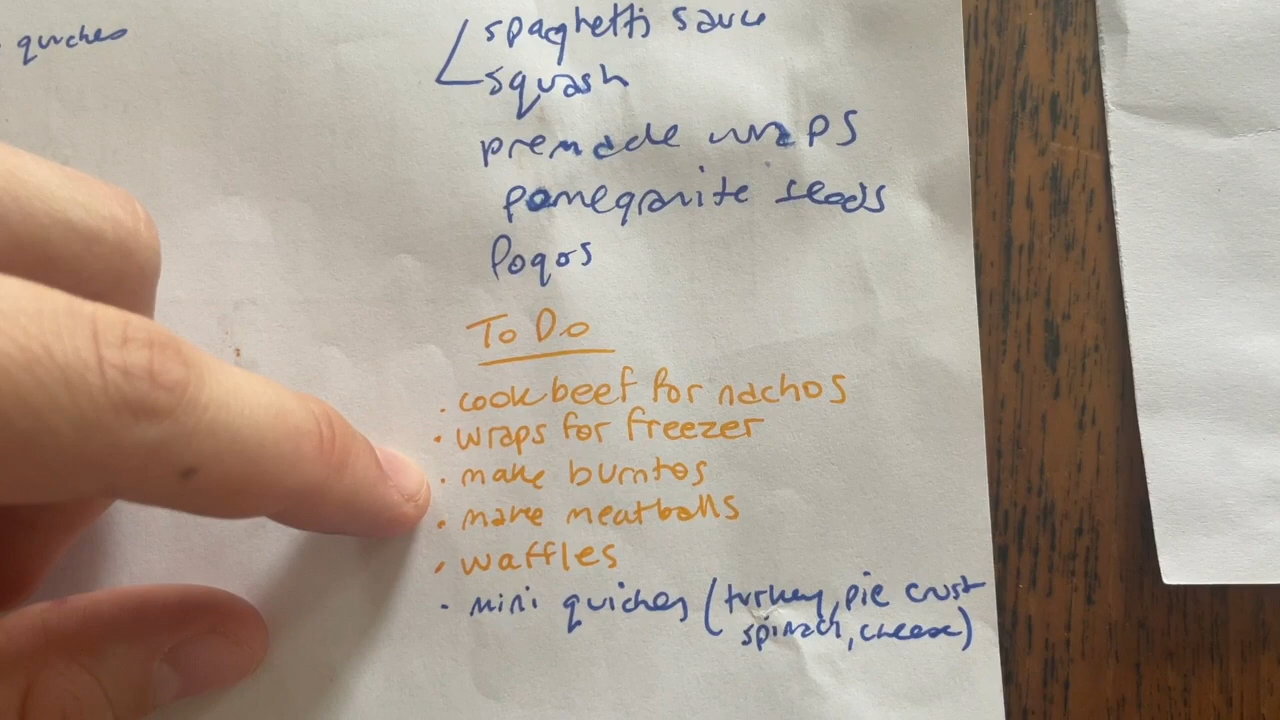 quiches
spaghetti sauce
squash
premade wraps
pomegranite seeds
Pogos
To Do
• cook beef for nachos
• wraps for freezer
• make burritos
• make meatballs
• waffles
• mini quiches (turkey, pie crust
spinach, cheese)